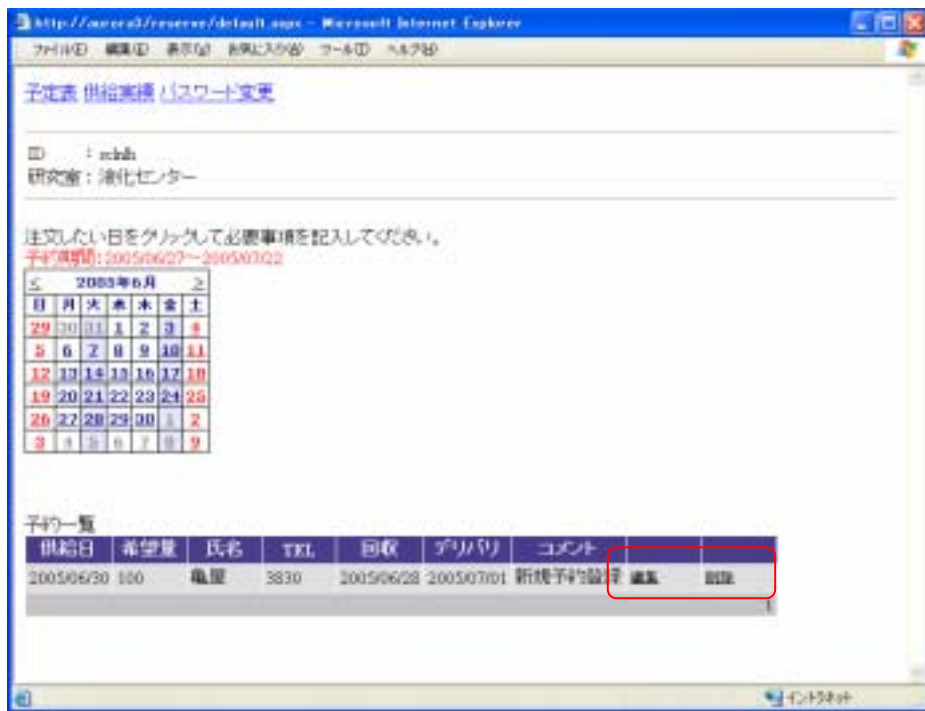 http://aurora3/reserve/default.aspx - Microsoft Internet Explorer
ファイル(F) 編集(E) 表示(V) お気に入り(A) ツール(T) ヘルプ(H)
予定表 供給実績 パスワード変更
ID :
研究室 : 液化センター
注文したい日をクリックして必要事項を記入してください。
予約期間: 2005/06/27～2005/07/22
< 2005年6月 >
日 月 火 水 木 金 土
29 30 31 1 2 3 4
5 6 7 8 9 10 11
12 13 14 15 16 17 18
19 20 21 22 23 24 25
26 27 28 29 30 1 2
3 4 5 6 7 8 9
予約一覧
供給日 希望量 氏名 TEL 回収 デリバリ コメント
2005/06/30 100 亀屋 3830 2005/06/28 2005/07/01 新規予約登録 編集 削除
1
イントラネット